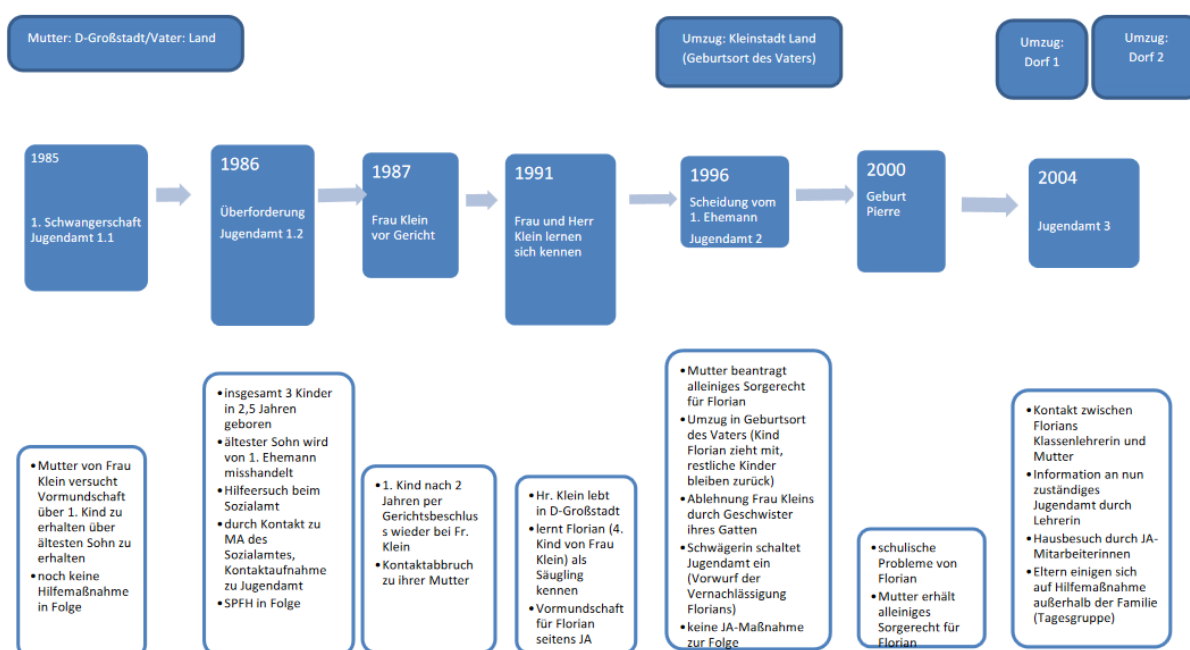 Mutter: D-Großstadt/Vater: Land
Umzug: Kleinstadt Land
(Geburtsort des Vaters)
Umzug:
Dorf 1
Umzug:
Dorf 2
1985
1. Schwangerschaft
Jugendamt 1.1
1986
Überforderung
Jugendamt 1.2
1987
Frau Klein
vor Gericht
1991
Frau und Herr
Klein lernen
sich kennen
1996
Scheidung vom
1. Ehemann
Jugendamt 2
2000
Geburt
Pierre
2004
Jugendamt 3
•Mutter von Frau
Klein versucht
Vormundschaft
über 1. Kind zu
erhalten über
ältesten Sohn zu
erhalten
•noch keine
Hilfemaßnahme
in Folge
•insgesamt 3 Kinder
in 2,5 Jahren
geboren
•ältester Sohn wird
von 1. Ehemann
misshandelt
•Hilfeersuch beim
Sozialamt
•durch Kontakt zu
MA des
Sozialamtes,
Kontaktaufnahme
zu Jugendamt
•SPFH in Folge
•1. Kind nach 2
Jahren per
Gerichtsbeschlus
s wieder bei Fr.
Klein
•Kontaktabbruch
zu ihrer Mutter
•Hr. Klein lebt
in D-Großstadt
•lernt Florian (4.
Kind von Frau
Klein) als
Säugling
kennen
•Vormundschaft
für Florian
seitens JA
•Mutter beantragt
alleiniges Sorgerecht
für Florian
•Umzug in Geburtsort
des Vaters (Kind
Florian zieht mit,
restliche Kinder
bleiben zurück)
•Ablehnung Frau Kleins
durch Geschwister
ihres Gatten
•Schwägerin schaltet
Jugendamt ein
(Vorwurf der
Vernachlässigung
Florians)
•keine JA-Maßnahme
zur Folge
•schulische
Probleme von
Florian
•Mutter erhält
alleiniges
Sorgerecht für
Florian
•Kontakt zwischen
Florians
Klassenlehrerin und
Mutter
•Information an nun
zuständiges
Jugendamt durch
Lehrerin
•Hausbesuch durch JA-
Mitarbeiterinnen
•Eltern einigen sich
auf Hilfemaßnahme
außerhalb der Familie
(Tagesgruppe)